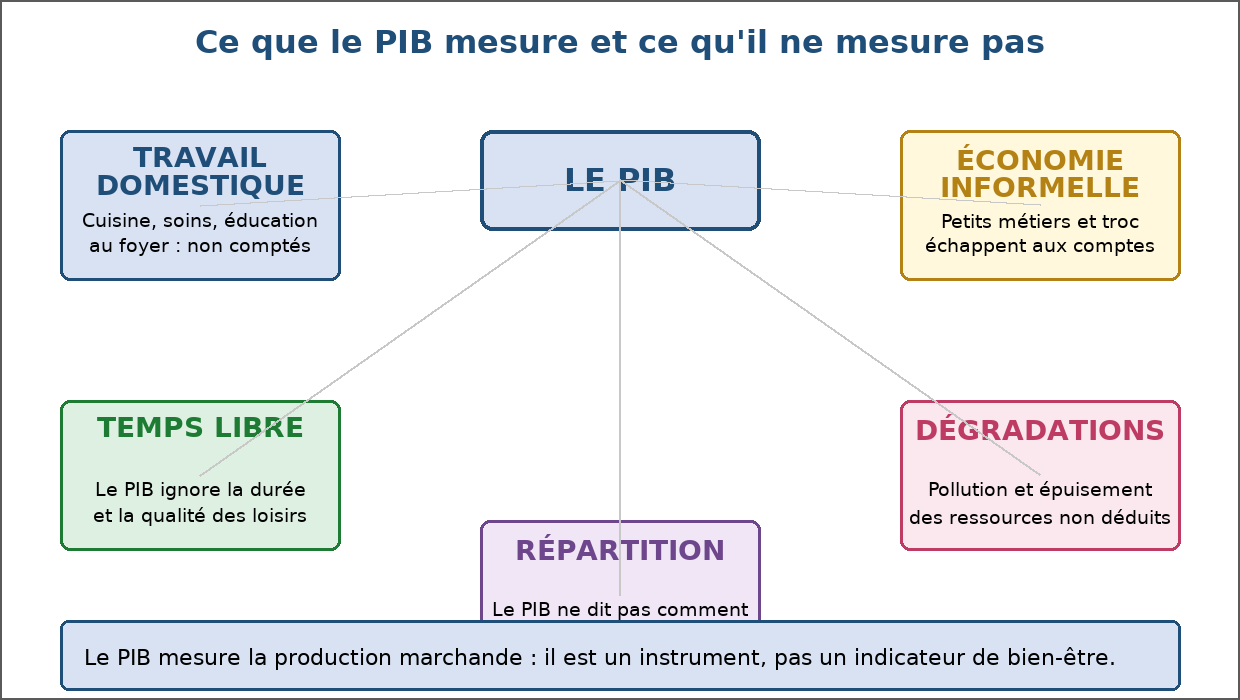 Ce que le PIB mesure et ce qu'il ne mesure pas
TRAVAIL
DOMESTIQUE
Cuisine, soins, éducation
au foyer : non comptés
LE PIB
ÉCONOMIE
INFORMELLE
Petits métiers et troc
échappent aux comptes
TEMPS LIBRE
Le PIB ignore la durée
et la qualité des loisirs
DÉGRADATIONS
Pollution et épuisement
des ressources non déduits
RÉPARTITION
Le PIB ne dit pas comment
Le PIB mesure la production marchande : il est un instrument, pas un indicateur de bien-être.